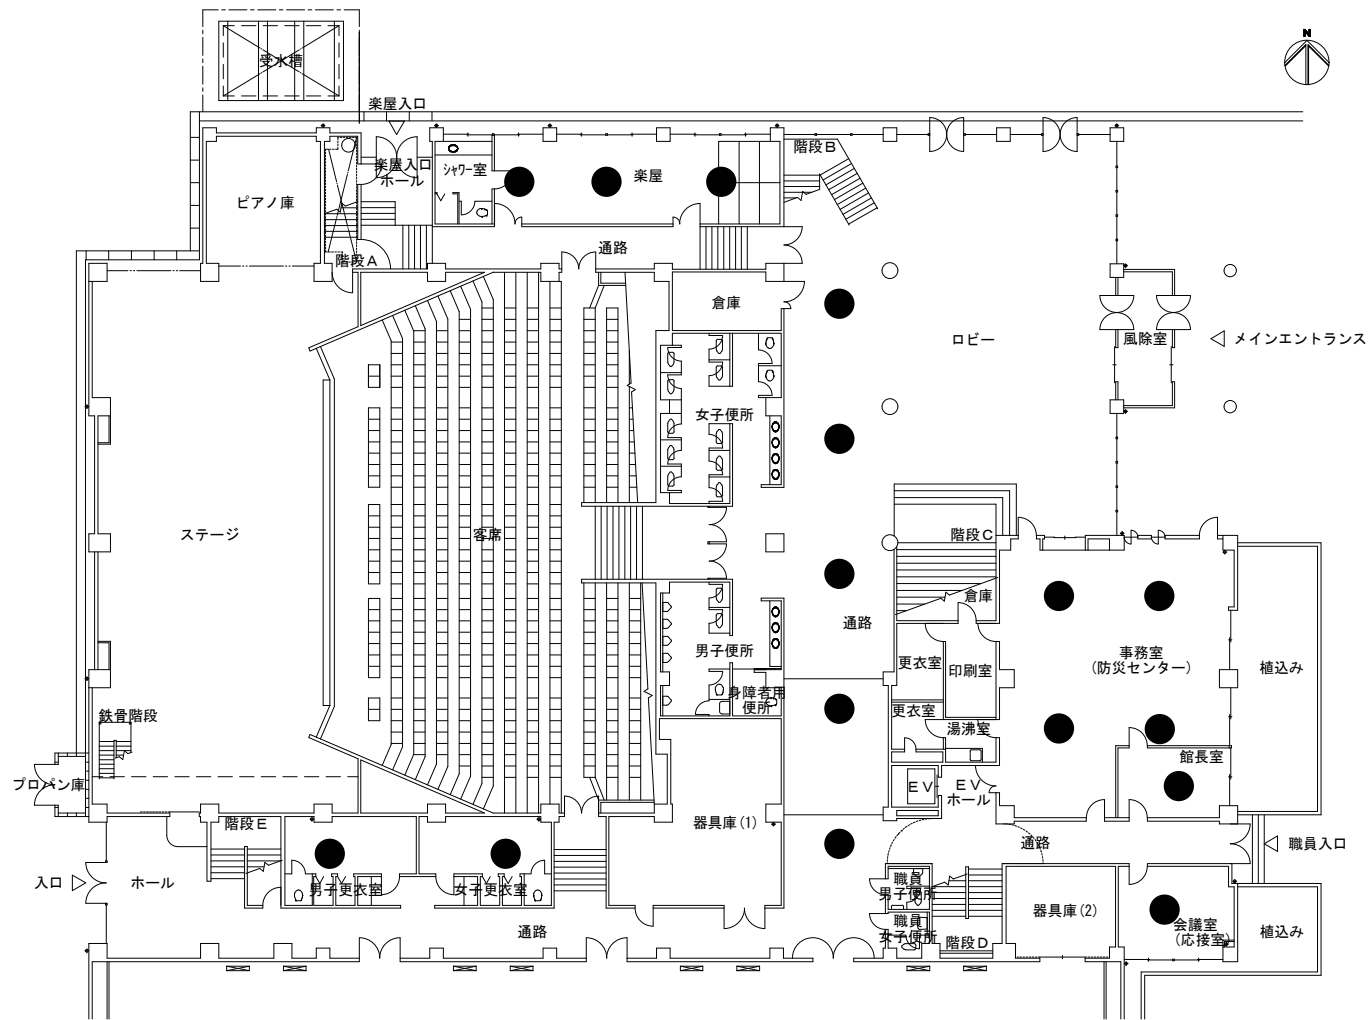 N
受水槽
楽屋入口
楽屋入口
ホール
シャワー室
楽屋
階段B
ピアノ庫
階段A
通路
倉庫
ロビー
風除室
メインエントランス
女子便所
ステージ
客席
階段C
倉庫
通路
男子便所
更衣室
印刷室
事務室
(防災センター)
植込み
身障者用
便所
更衣室
鉄骨階段
湯沸室
館長室
プロパン庫
EV
EV
ホール
階段E
器具庫(1)
通路
職員入口
入口
ホール
男子更衣室
女子更衣室
職員
男子便所
器具庫(2)
会議室
(応接室)
職員
女子便所
通路
階段D
植込み